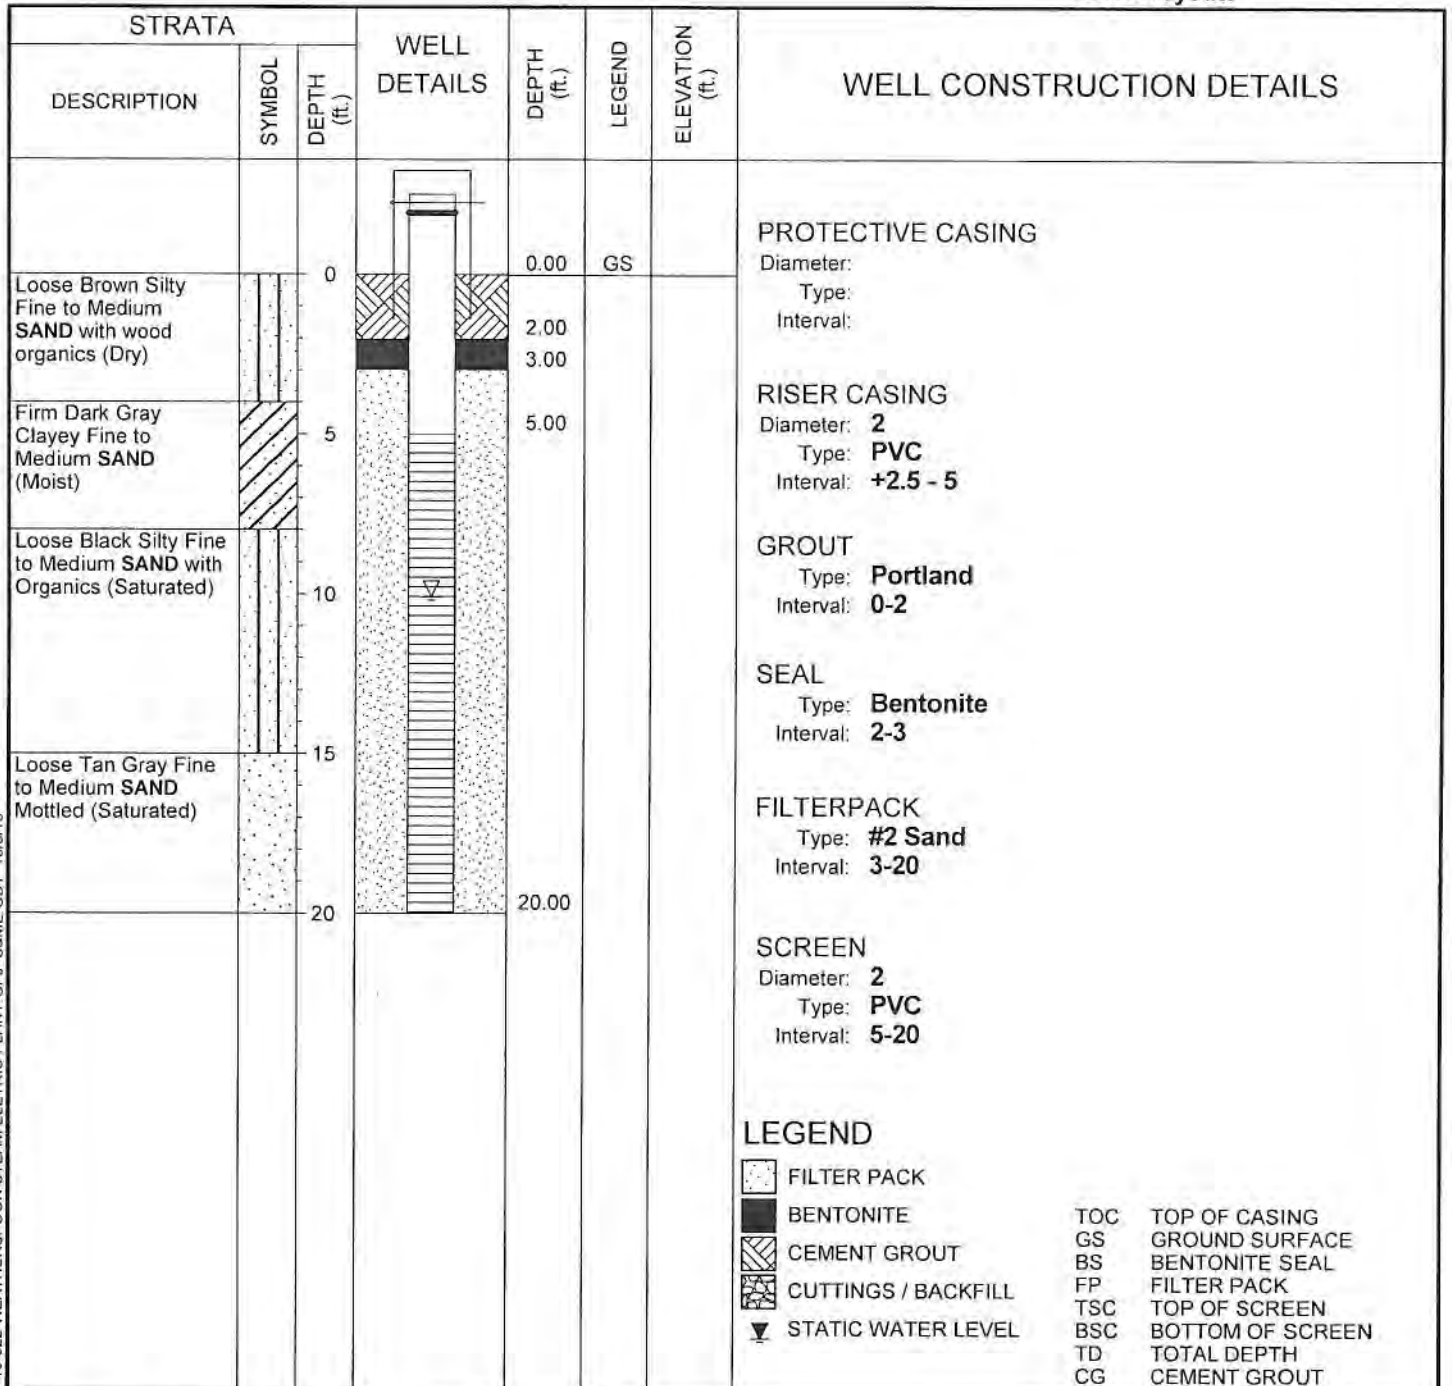 STRATA
DESCRIPTION
SYMBOL
DEPTH
(ft.)
WELL
DETAILS
DEPTH
(ft.)
LEGEND
ELEVATION
(ft.)
WELL CONSTRUCTION DETAILS
0.00 GS
0
Loose Brown Silty
Fine to Medium
SAND with wood
organics (Dry)
2.00
3.00
Firm Dark Gray
Clayey Fine to
Medium SAND
(Moist)
5
5.00
Loose Black Silty Fine
to Medium SAND with
Organics (Saturated)
10
15
Loose Tan Gray Fine
to Medium SAND
Mottled (Saturated)
20
20.00
PROTECTIVE CASING
Diameter:
Type:
Interval:
RISER CASING
Diameter: 2
Type: PVC
Interval: +2.5 - 5
GROUT
Type: Portland
Interval: 0-2
SEAL
Type: Bentonite
Interval: 2-3
FILTERPACK
Type: #2 Sand
Interval: 3-20
SCREEN
Diameter: 2
Type: PVC
Interval: 5-20
LEGEND
FILTER PACK
BENTONITE
CEMENT GROUT
CUTTINGS / BACKFILL
STATIC WATER LEVEL
TOC TOP OF CASING
GS GROUND SURFACE
BS BENTONITE SEAL
FP FILTER PACK
TSC TOP OF SCREEN
BSC BOTTOM OF SCREEN
TD TOTAL DEPTH
CG CEMENT GROUT